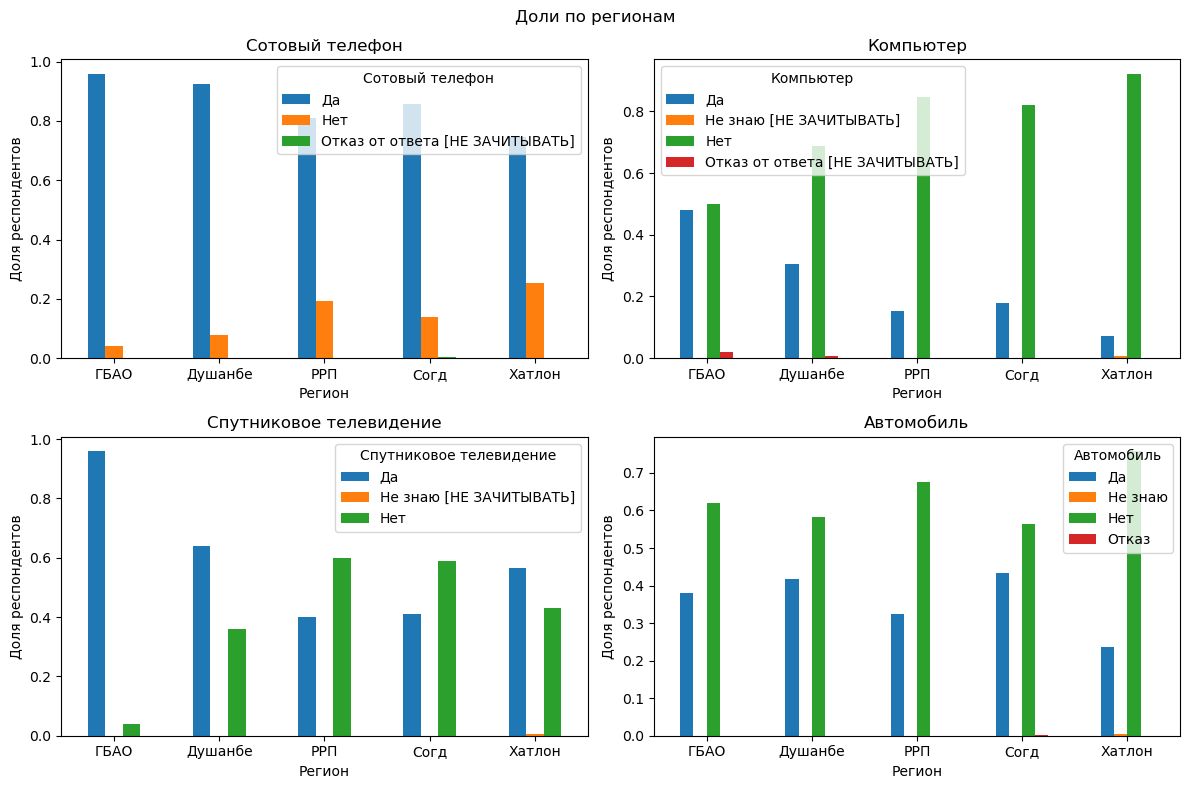 Доли по регионам
Сотовый телефон
Доля респондентов
1.0
0.8
0.6
0.4
0.2
0.0
Сотовый телефон
Да
Нет
Отказ от ответа [НЕ ЗАЧИТЫВАТЬ]
ГБАО Душанбе РРП Согд Хатлон
Регион
Компьютер
Доля респондентов
0.8
0.6
0.4
0.2
0.0
Компьютер
Да
Не знаю [НЕ ЗАЧИТЫВАТЬ]
Нет
Отказ от ответа [НЕ ЗАЧИТЫВАТЬ]
ГБАО Душанбе РРП Согд Хатлон
Регион
Спутниковое телевидение
Доля респондентов
1.0
0.8
0.6
0.4
0.2
0.0
Спутниковое телевидение
Да
Не знаю [НЕ ЗАЧИТЫВАТЬ]
Нет
ГБАО Душанбе РРП Согд Хатлон
Регион
Автомобиль
Доля респондентов
0.7
0.6
0.5
0.4
0.3
0.2
0.1
0.0
Автомобиль
Да
Не знаю
Нет
Отказ
ГБАО Душанбе РРП Согд Хатлон
Регион